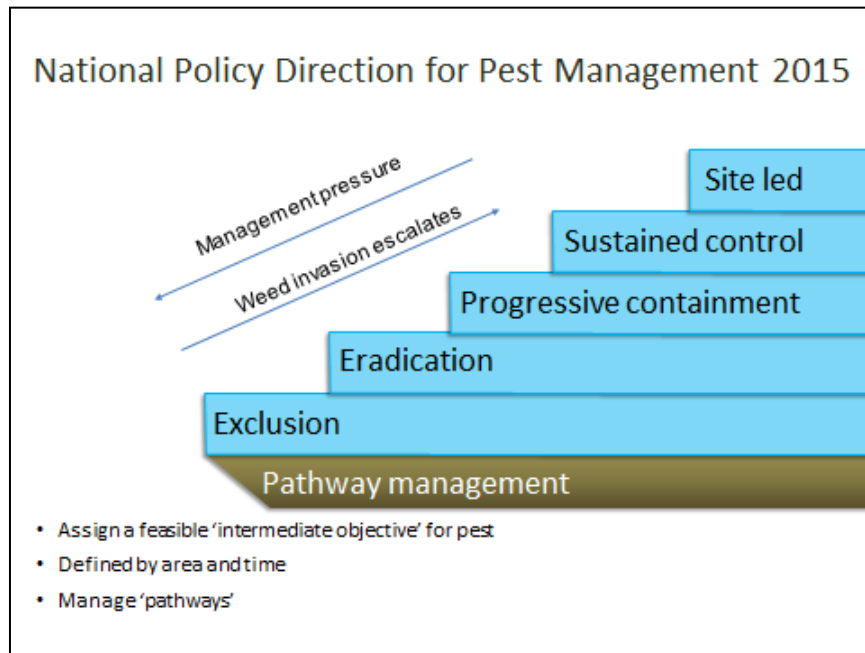 National Policy Direction for Pest Management 2015
Management pressure
Weed invasion escalates
Site led
Sustained control
Progressive containment
Eradication
Exclusion
Pathway management
• Assign a feasible ‘intermediate objective’ for pest
• Defined by area and time
• Manage ‘pathways’